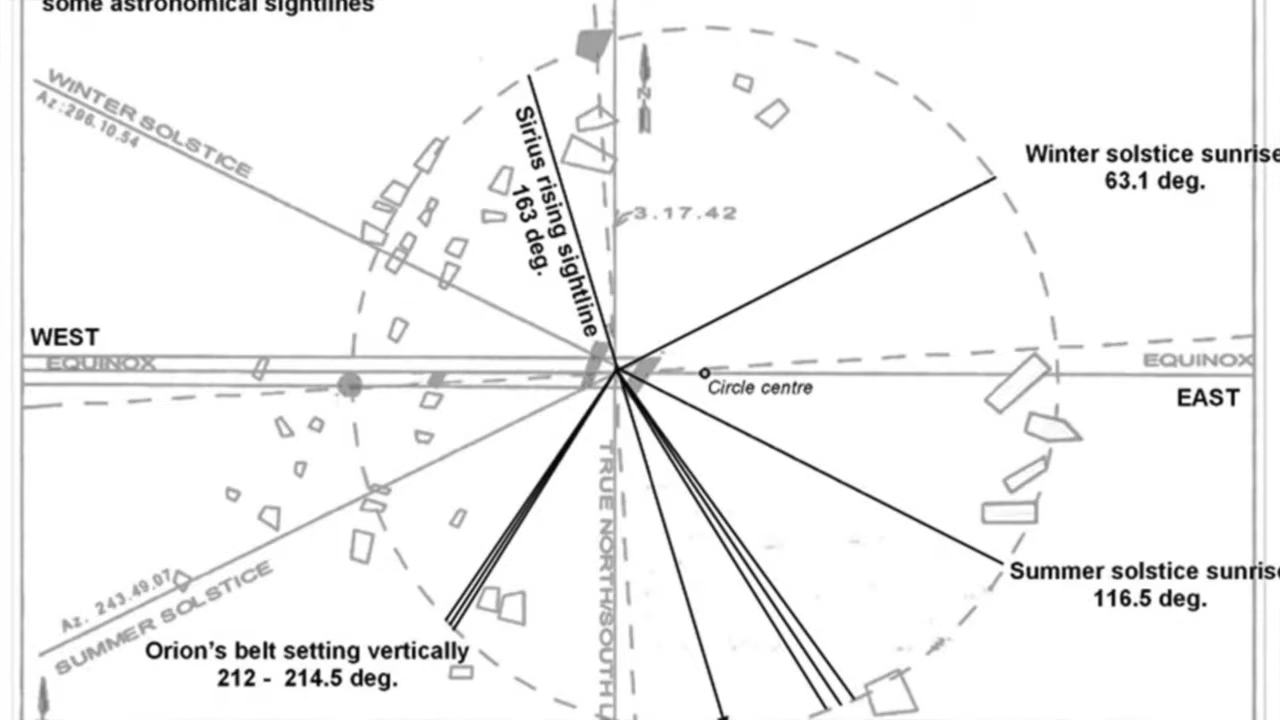 some astronomical sightlines
WINTER SOLSTICE
Az:296.10.54
N
Sirius rising sightline
163 deg.
Winter solstice sunrise
63.1 deg.
3.17.42
WEST
EQUINOX
EQUINOX
Circle centre
EAST
TRUE NORTH/SOUTH
Az. 243.49.07
SUMMER SOLSTICE
Summer solstice sunrise
116.5 deg.
Orion's belt setting vertically
212 - 214.5 deg.